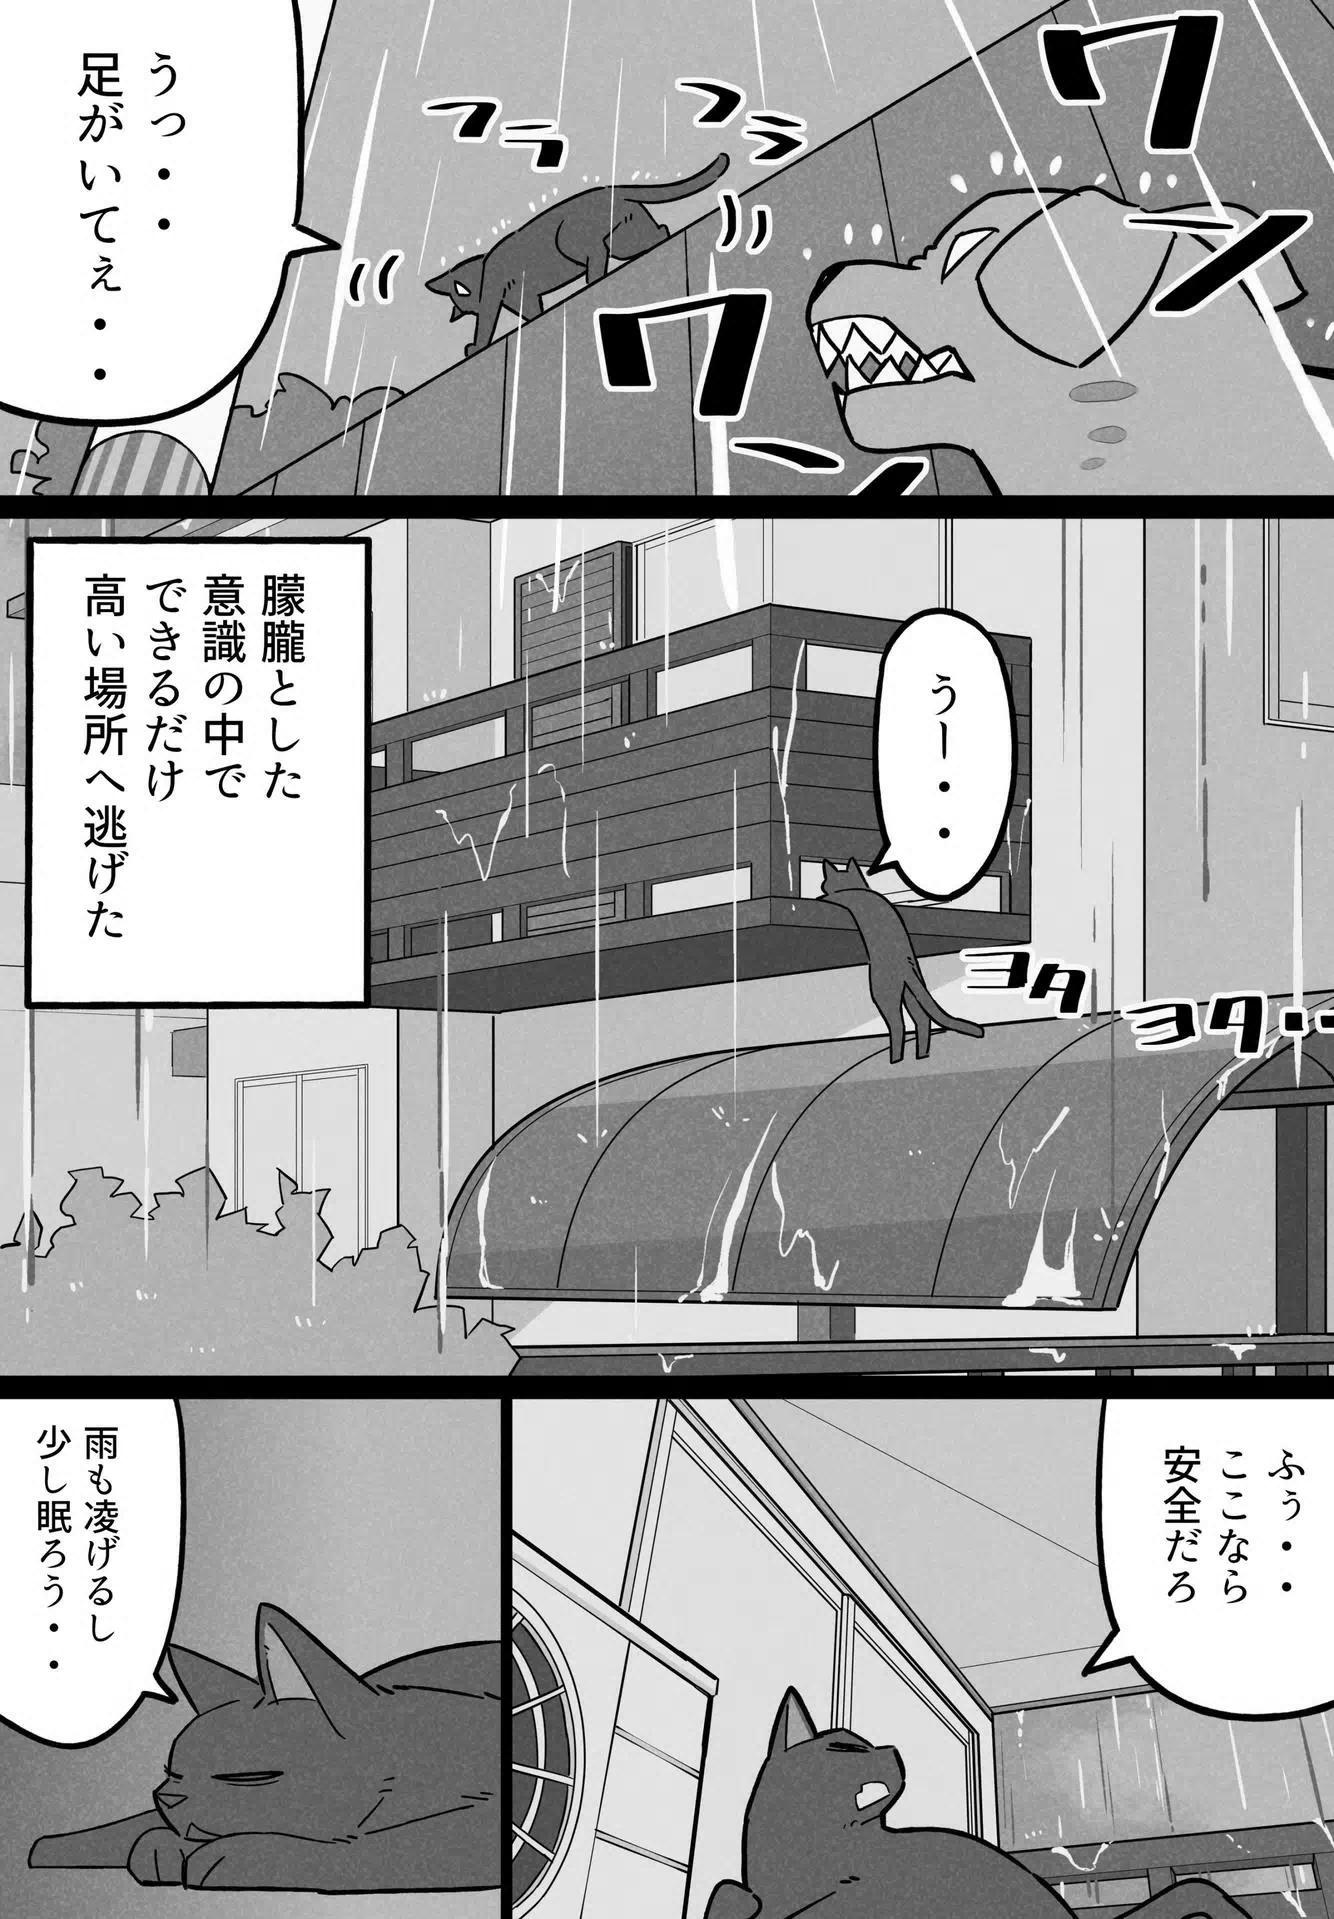 ワン
ワン
フラ
フラ
うっ・・
足がいてぇ・・
うー・・
ヨタ
ヨタ・・
朦朧とした
意識の中で
できるだけ
高い場所へ逃げた
ふぅ・・
ここなら
安全だろ
雨も凌げるし
少し眠ろう・・